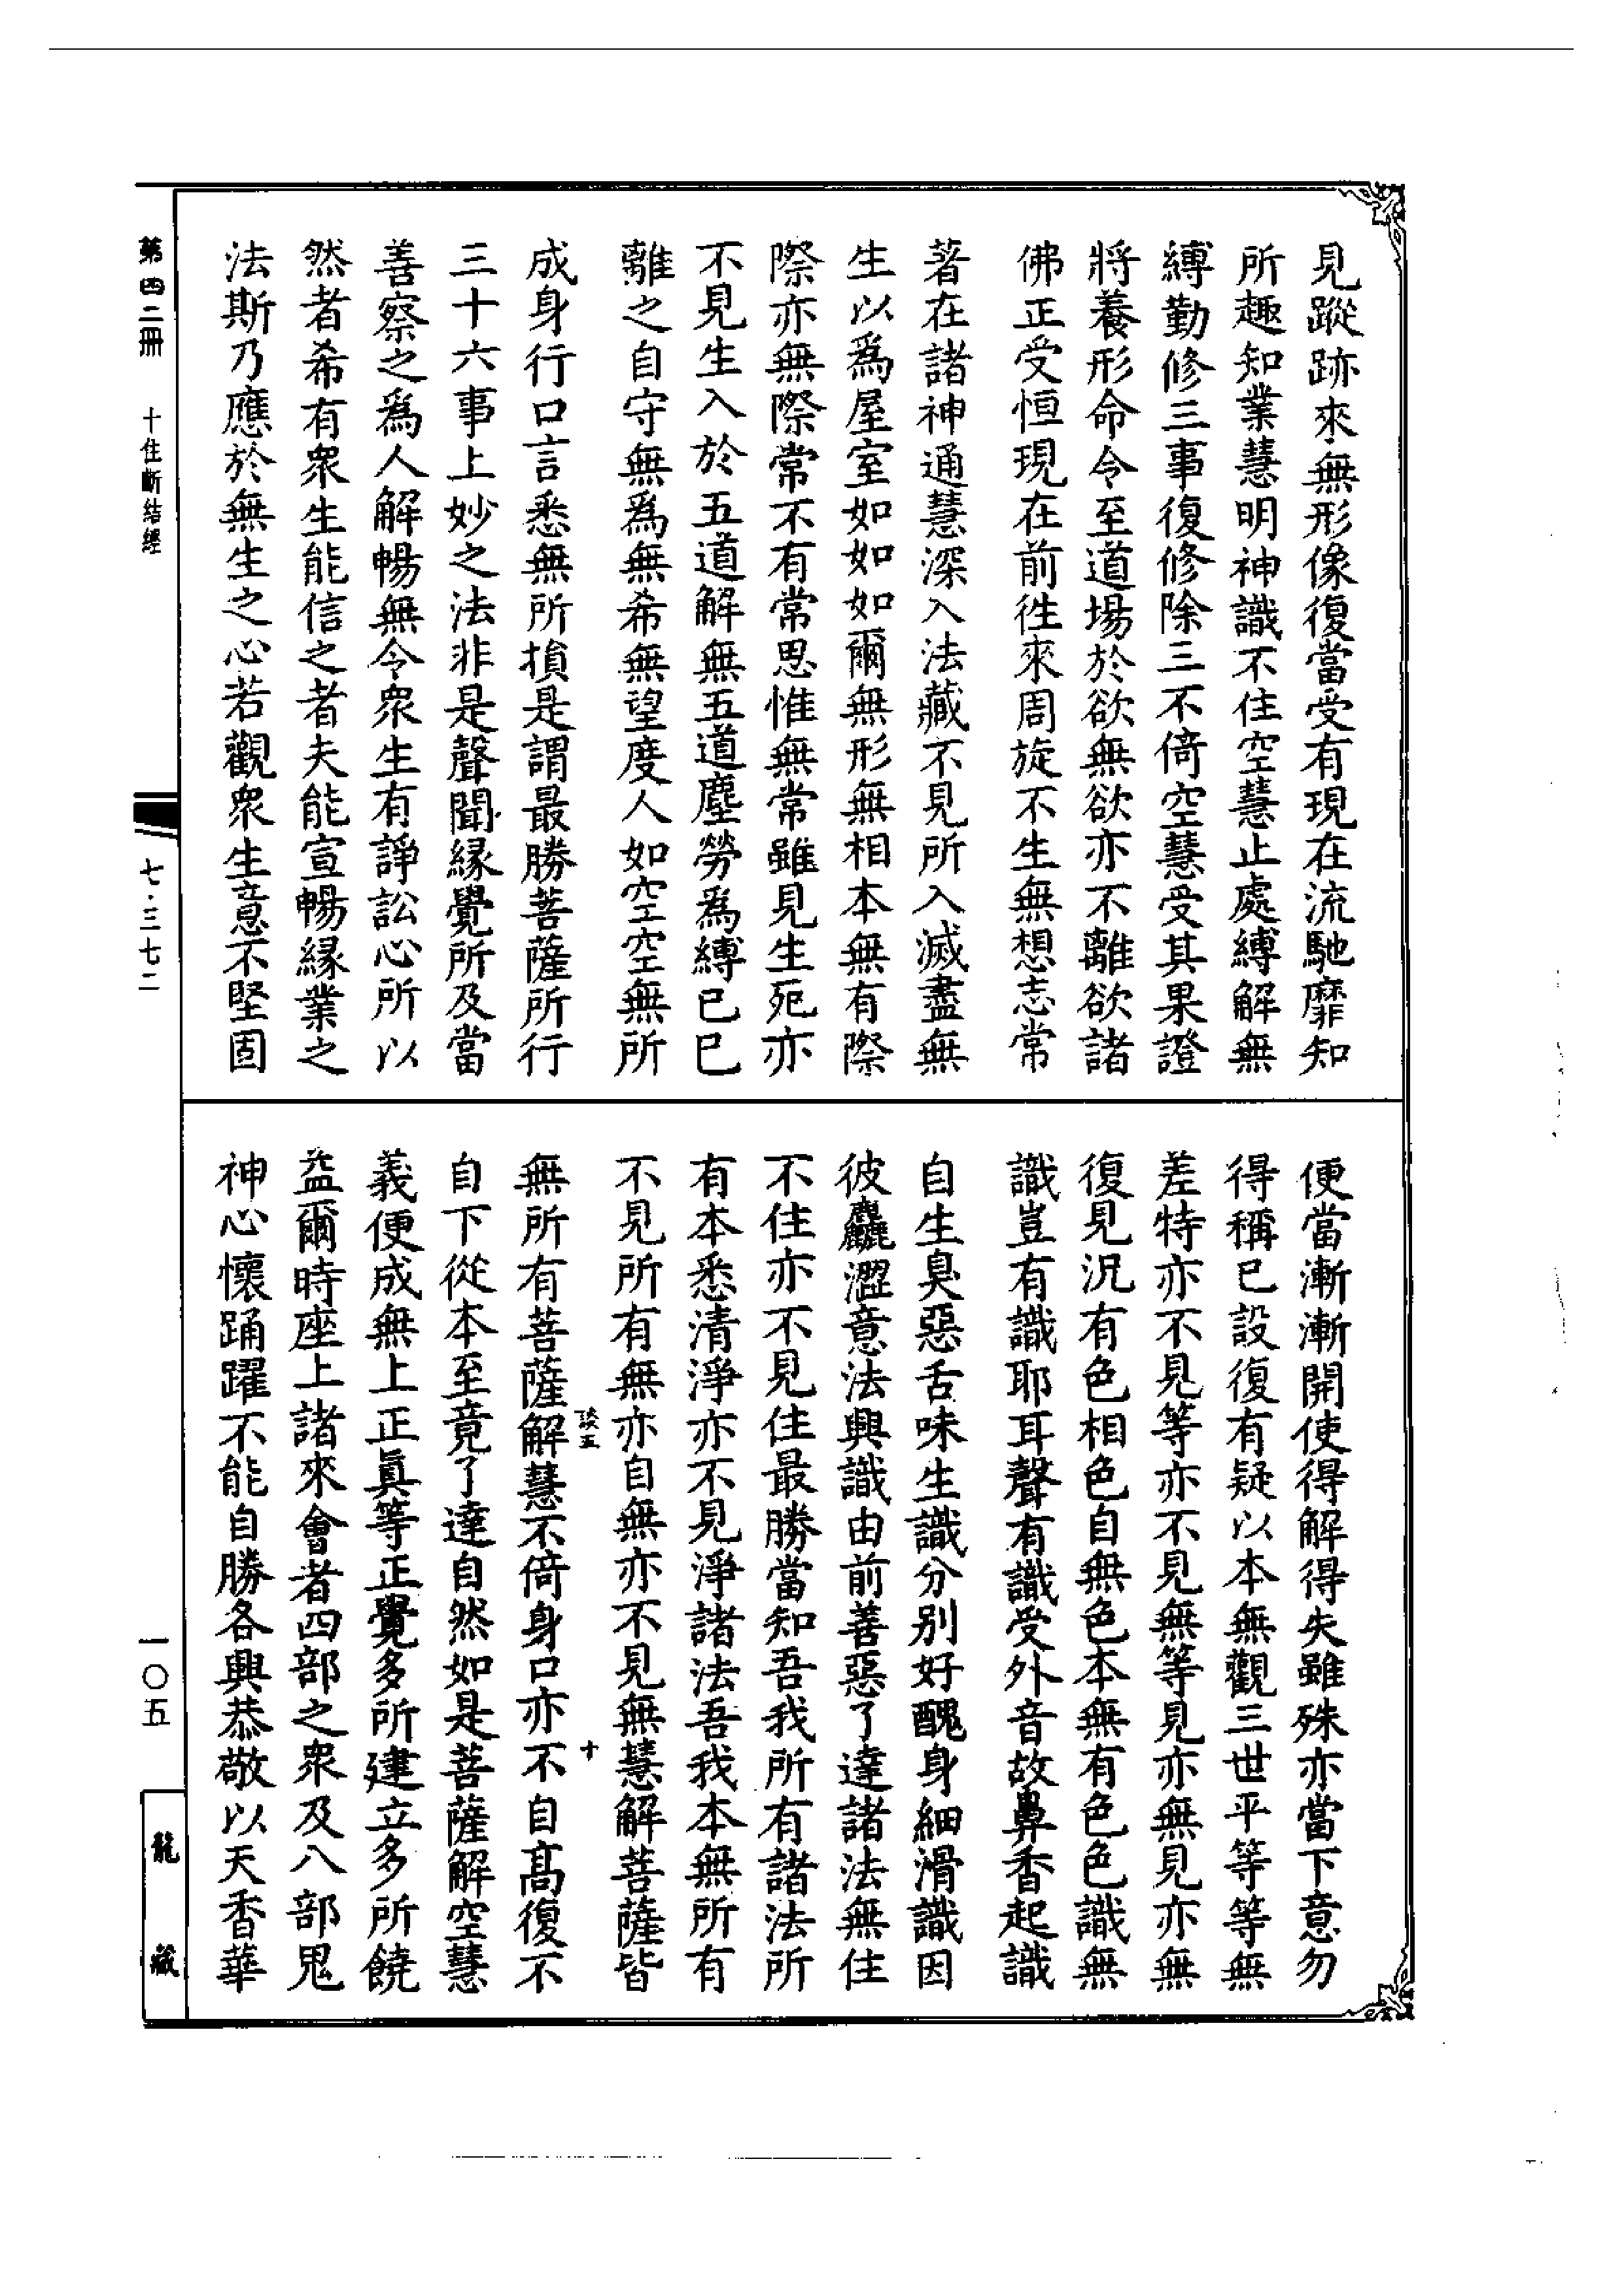 見蹤跡來無形像復當受有現在流馳靡知
所趣知業慧明神識不住空慧止處縛解無
縛勤修三事復修除三不倚空慧受其果證
將養形命令至道場於欲無欲亦不離欲諸
佛正受恒現在前徃來周旋不生無想志常
著在諸神通慧深入法藏不見所入滅盡無
生以爲屋室如如如爾無形無相本無有際
際亦無際常不有常思惟無常雖見生死亦
不見生入於五道解無五道塵勞爲縛已已
離之自守無爲無希無望度人如空空無所
成身行口言悉無所損是謂最勝菩薩所行
三十六事上妙之法非是聲聞緣覺所及當
善察之爲人解暢無令衆生有諍訟心所以
然者希有衆生能信之者夫能宣暢緣業之
法斯乃應於無生之心若觀衆生意不堅固
便當漸漸開使得解得失雖殊亦當下意勿
得稱已設復有疑以本無觀三世平等等無
差特亦不見等亦不見無等見亦無見亦無
復見況有色相色自無色本無有色色識無
識豈有識耶耳聲有識受外音故鼻香起識
自生臭惡舌味生識分別好醜身細滑識因
彼麤澀意法興識由前善惡了達諸法無住
不住亦不見住最勝當知吾我所有諸法所
有本悉清淨亦不見淨諸法吾我本無所有
不見所有無亦自無亦不見無慧解菩薩皆
談五
十
無所有菩薩解慧不倚身口亦不自高復不
自下從本至竟了達自然如是菩薩解空慧
義便成無上正眞等正覺多所建立多所饒
益爾時座上諸來會者四部之衆及八部鬼
神心懷踊躍不能自勝各興恭敬以天香華
第四二冊
十住斷结經
七·三七二
一〇五
龍藏